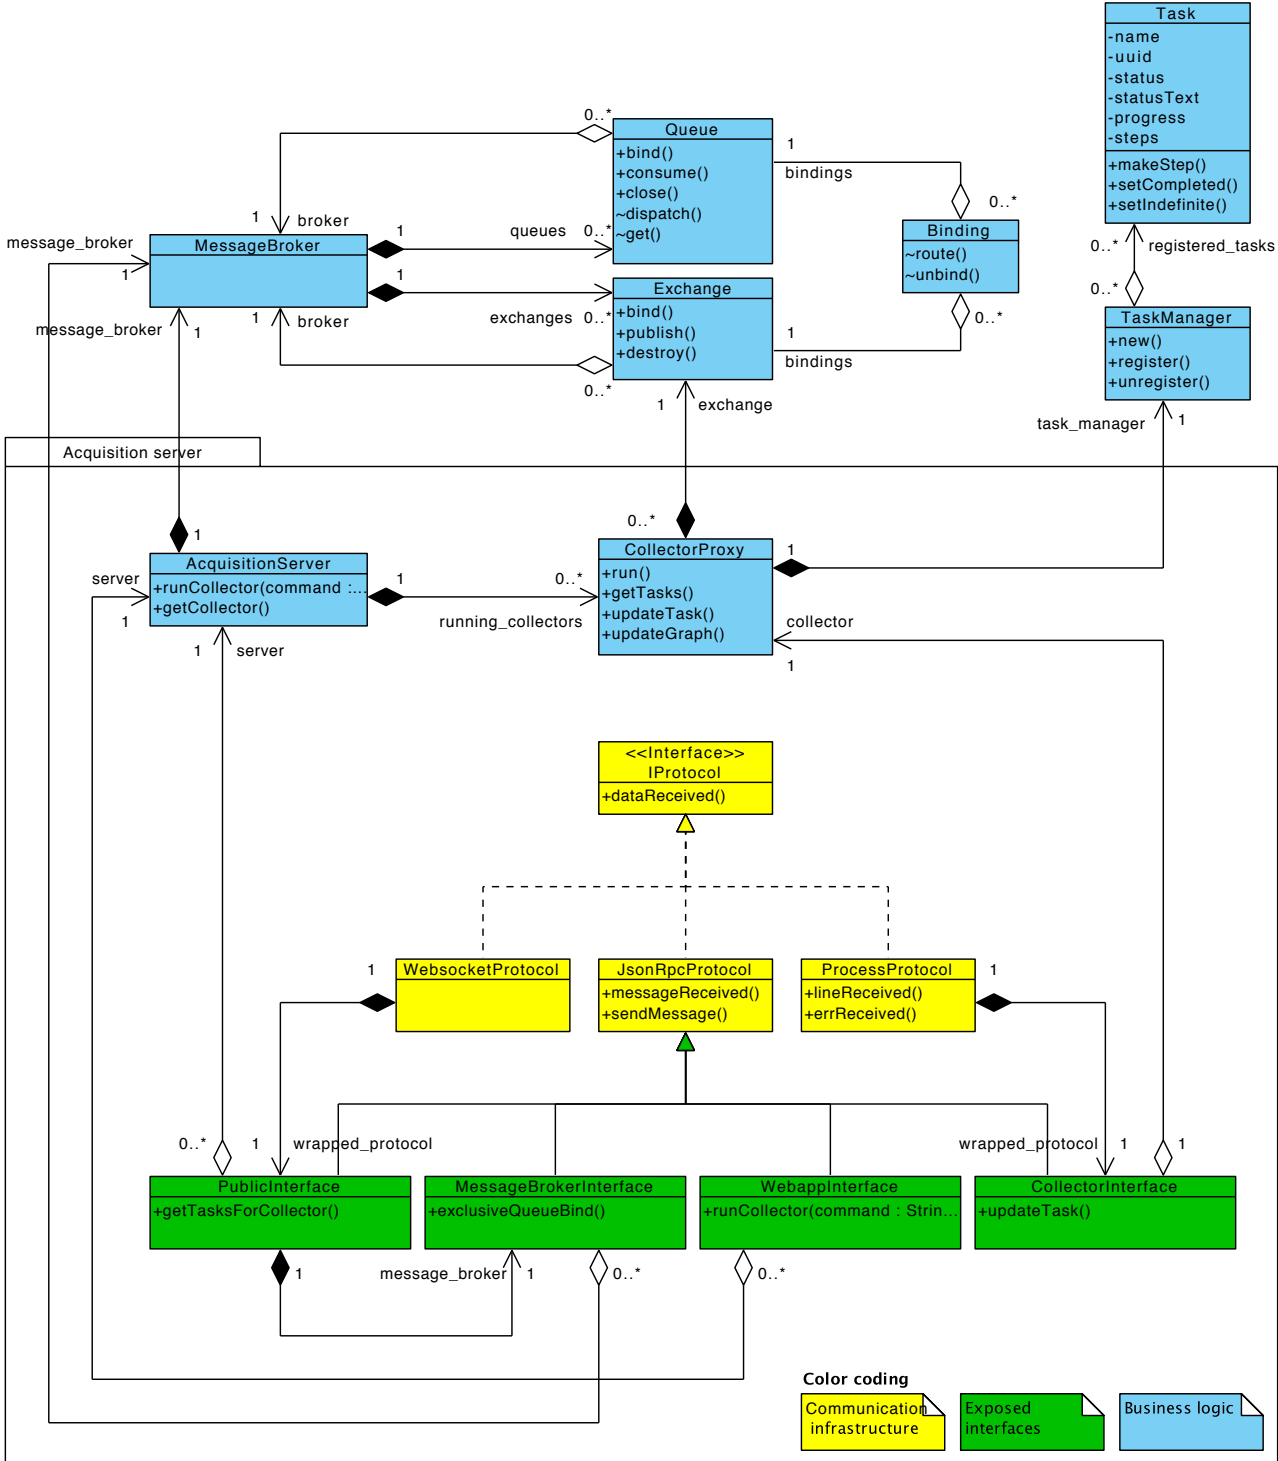 Task
-name
-uuid
-status
-statusText
-progress
-steps
+makeStep()
+setCompleted()
+setIndefinite()
0..*
registered_tasks
0..*
TaskManager
+new()
+register()
+unregister()
task_manager
1
0..*
Queue
+bind()
+consume()
+close()
~dispatch()
~get()
1
bindings
0..*
Binding
~route()
~unbind()
0..*
1
broker
message_broker
1
MessageBroker
1
queues
0..*
1
exchanges
0..*
Exchange
+bind()
+publish()
+destroy()
1
bindings
1
broker
0..*
message_broker
1
1
exchange
Acquisition server
1
0..*
AcquisitionServer
+runCollector(command :...
+getCollector()
server
1
1
running_collectors
0..*
CollectorProxy
+run()
+getTasks()
+updateTask()
+updateGraph()
1
collector
1
1
server
<<Interface>>
IProtocol
+dataReceived()
1
WebsocketProtocol
JsonRpcProtocol
+messageReceived()
+sendMessage()
ProcessProtocol
+lineReceived()
+errReceived()
1
0..*
1
wrapped_protocol
wrapped_protocol
1
1
PublicInterface
+getTasksForCollector()
MessageBrokerInterface
+exclusiveQueueBind()
WebappInterface
+runCollector(command : Strin...
CollectorInterface
+updateTask()
1
message_broker
1
0..*
0..*
Color coding
Communication
infrastructure
Exposed
interfaces
Business logic